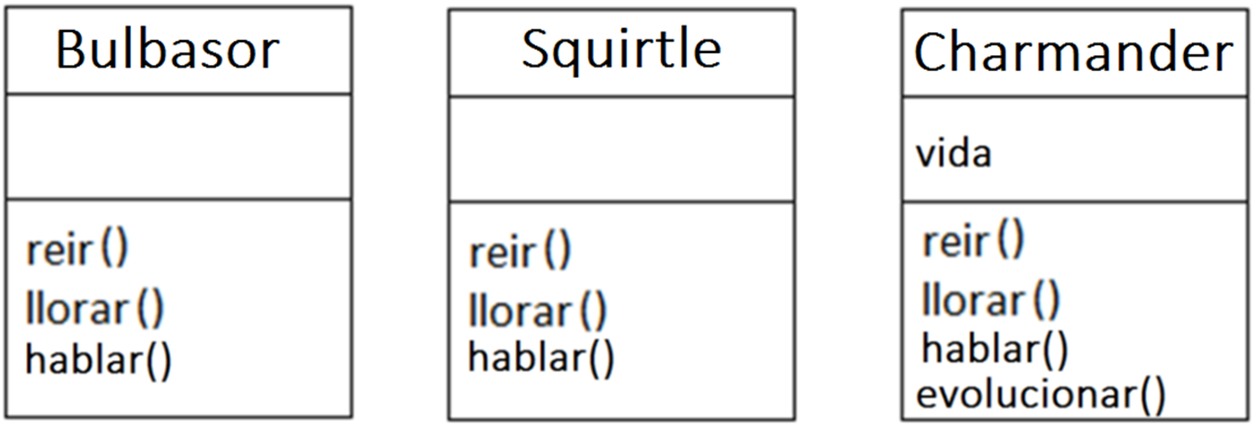 Bulbasor
reir()
llorar()
hablar()
Squirtle
reir()
llorar()
hablar()
Charmander
vida
reir()
llorar()
hablar()
evolucionar()